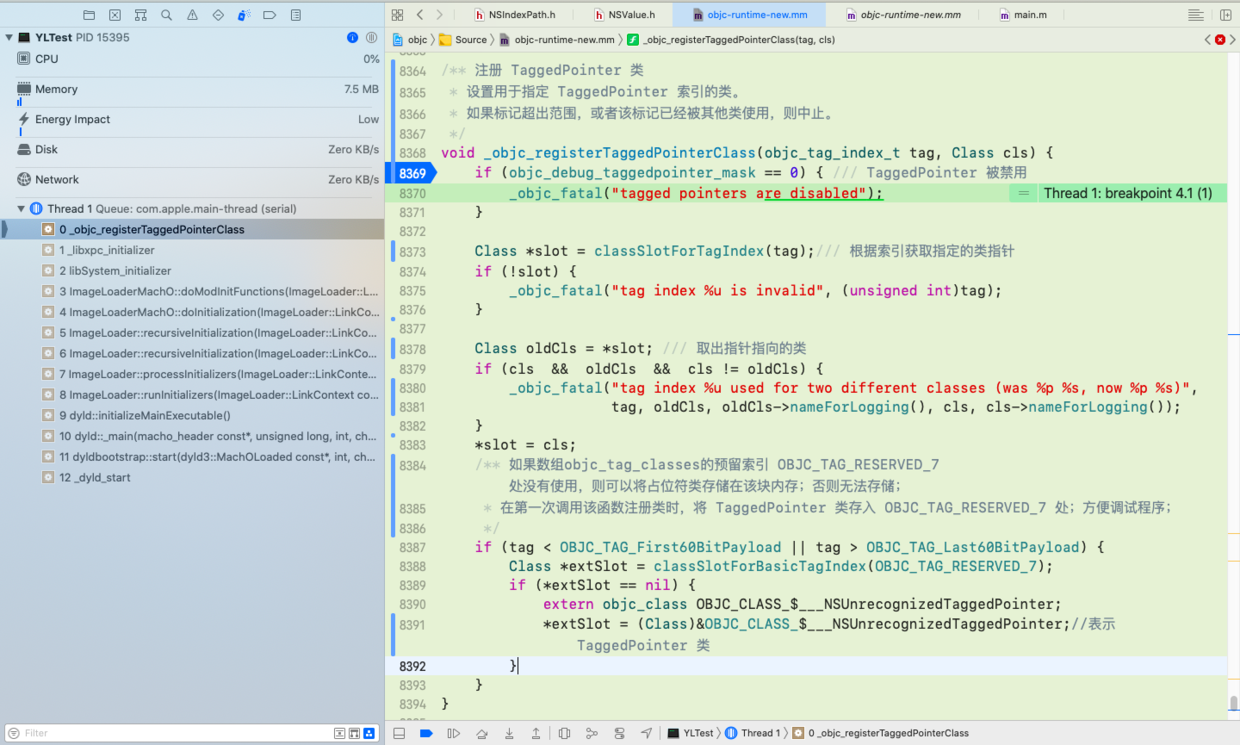 NSIndexPath.h
NSValue.h
objc-runtime-new.mm
objc-runtime-new.mm
main.m
YLTest PID 15395
objc
Source
objc-runtime-new.mm
_objc_registerTaggedPointerClass(tag, cls)
CPU 0%
Memory 7.5 MB
Energy Impact Low
Disk Zero KB/s
Network Zero KB/s
Thread 1 Queue: com.apple.main-thread (serial)
0 _objc_registerTaggedPointerClass
1 _libxpc_initializer
2 libSystem_initializer
3 ImageLoaderMachO::doModInitFunctions(ImageLoader::L...
4 ImageLoaderMachO::doInitialization(ImageLoader::LinkCo...
5 ImageLoader::recursiveInitialization(ImageLoader::LinkCo...
6 ImageLoader::recursiveInitialization(ImageLoader::LinkCo...
7 ImageLoader::processInitializers(ImageLoader::LinkConte...
8 ImageLoader::runInitializers(ImageLoader::LinkContext co...
9 dyld::initializeMainExecutable()
10 dyld::_main(macho_header const*, unsigned long, int, ch...
11 dyldbootstrap::start(dyld3::MachOLoaded const*, int, ch...
12 _dyld_start
Filter
8364 /** 注册 TaggedPointer 类
8365 * 设置用于指定 TaggedPointer 索引的类。
8366 * 如果标记超出范围，或者该标记已经被其他类使用，则中止。
8367 */
8368 void _objc_registerTaggedPointerClass(objc_tag_index_t tag, Class cls) {
8369 if (objc_debug_taggedpointer_mask == 0) { /// TaggedPointer 被禁用
8370 _objc_fatal("tagged pointers are disabled"); = Thread 1: breakpoint 4.1 (1)
8371 }
8372
8373 Class *slot = classSlotForTagIndex(tag);/// 根据索引获取指定的类指针
8374 if (!slot) {
8375 _objc_fatal("tag index %u is invalid", (unsigned int)tag);
8376 }
8377
8378 Class oldCls = *slot; /// 取出指针指向的类
8379 if (cls && oldCls && cls != oldCls) {
8380 _objc_fatal("tag index %u used for two different classes (was %p %s, now %p %s)",
8381 tag, oldCls, oldCls->nameForLogging(), cls, cls->nameForLogging());
8382 }
8383 *slot = cls;
8384 /** 如果数组objc_tag_classes的预留索引 OBJC_TAG_RESERVED_7
处没有使用，则可以将占位符类存储在该块内存；否则无法存储；
8385 * 在第一次调用该函数注册类时，将 TaggedPointer 类存入 OBJC_TAG_RESERVED_7 处；方便调试程序；
8386 */
8387 if (tag < OBJC_TAG_First60BitPayload || tag > OBJC_TAG_Last60BitPayload) {
8388 Class *extSlot = classSlotForBasicTagIndex(OBJC_TAG_RESERVED_7);
8389 if (*extSlot == nil) {
8390 extern objc_class OBJC_CLASS_$___NSUnrecognizedTaggedPointer;
8391 *extSlot = (Class)&OBJC_CLASS_$___NSUnrecognizedTaggedPointer;//表示
TaggedPointer 类
8392 }
8393 }
8394 }
YLTest
Thread 1
0 _objc_registerTaggedPointerClass